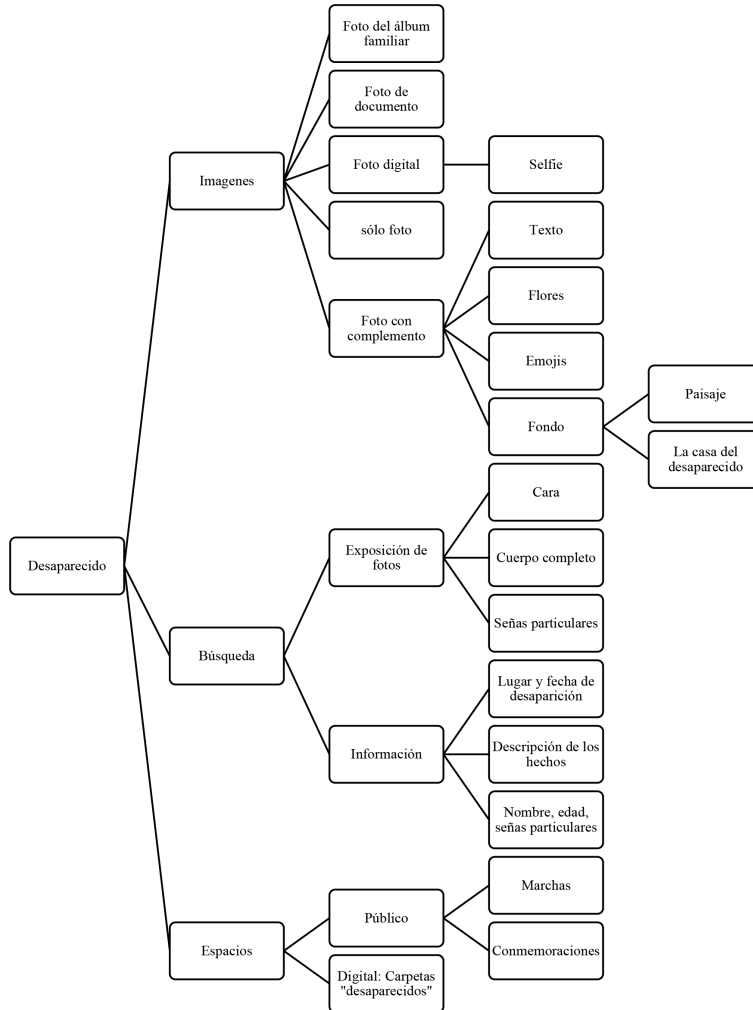 Foto del álbum
familiar
Foto de
documento
Foto digital
Selfie
Imagenes
sólo foto
Texto
Foto con
complemento
Flores
Emojis
Fondo
Paisaje
La casa del
desaparecido
Desaparecido
Búsqueda
Exposición de
fotos
Cara
Cuerpo completo
Señas particulares
Información
Lugar y fecha de
desaparición
Descripción de los
hechos
Nombre, edad,
señas particulares
Espacios
Público
Marchas
Conmemoraciones
Digital: Carpetas
"desaparecidos"